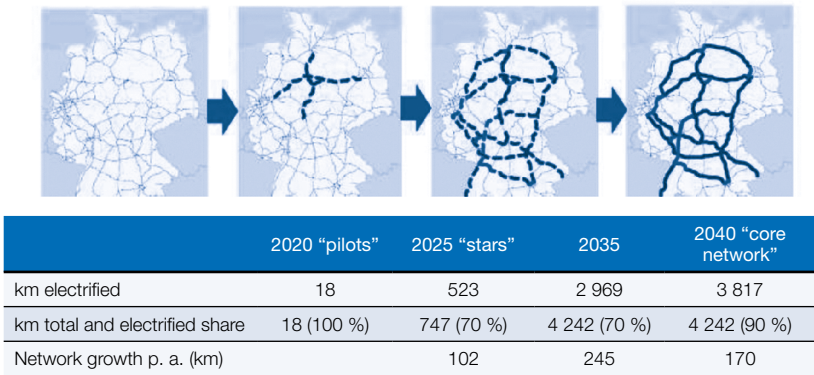 2020 “pilots” 2025 “stars” 2035 2040 “core
network”
km electrified 18 523 2 969 3 817
km total and electrified share 18 (100 %) 747 (70 %) 4 242 (70 %) 4 242 (90 %)
Network growth p. a. (km) 102 245 170